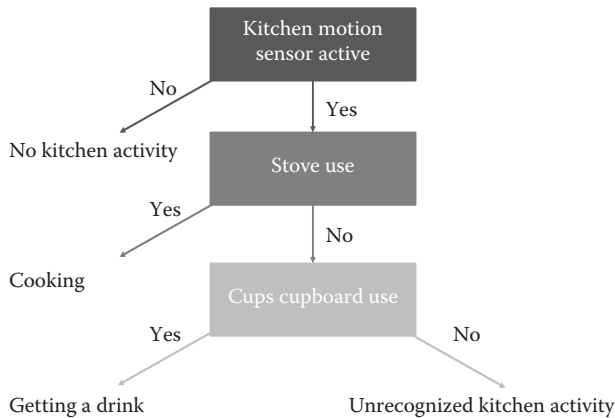 Kitchen motion
sensor active
No
Yes
No kitchen activity
Stove use
Yes
No
Cooking
Cups cupboard use
Yes
No
Getting a drink
Unrecognized kitchen activity